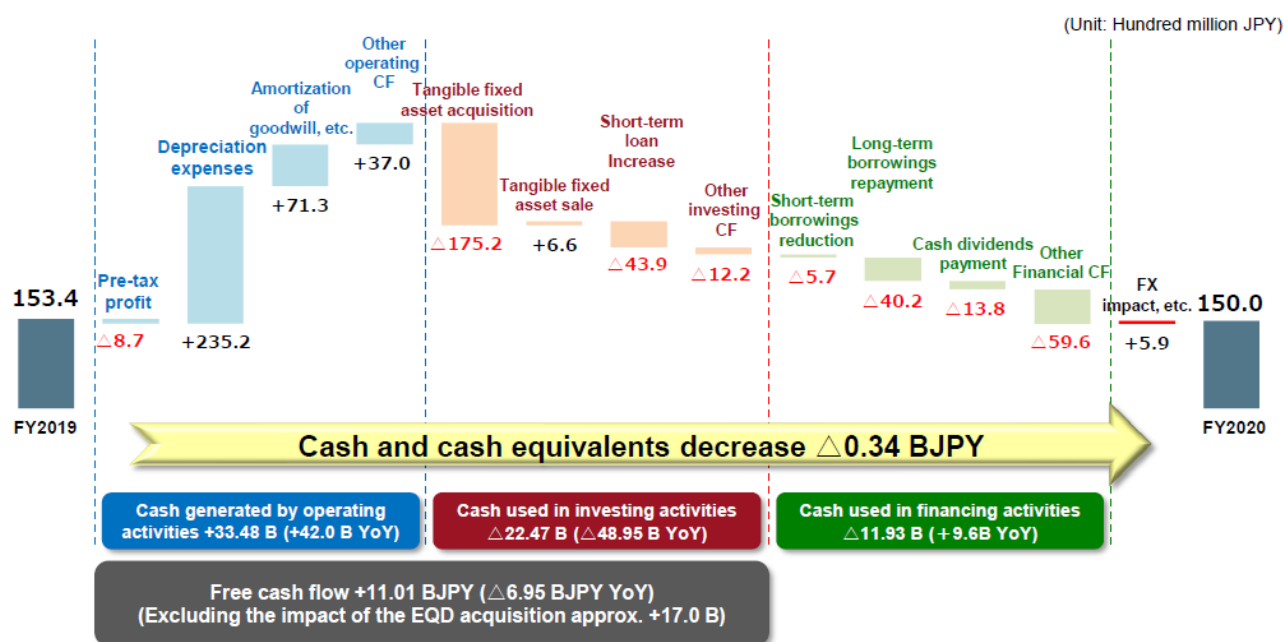 (Unit: Hundred million JPY)
153.4
FY2019
Pre-tax
profit
△8.7
Depreciation
expenses
+235.2
Amortization
of
goodwill, etc.
+71.3
Other
operating
CF
+37.0
Tangible fixed
asset acquisition
△175.2
Tangible fixed
asset sale
+6.6
Short-term
loan
Increase
△43.9
Other
investing
CF
△12.2
Short-term
borrowings
reduction
△5.7
Long-term
borrowings
repayment
△40.2
Cash dividends
payment
△13.8
Other
Financial CF
△59.6
FX
impact, etc.
+5.9
150.0
FY2020
Cash and cash equivalents decrease △0.34 BJPY
Cash generated by operating
activities +33.48 B (+42.0 B YoY)
Cash used in investing activities
△22.47 B (△48.95 B YoY)
Cash used in financing activities
△11.93 B (+9.6B YoY)
Free cash flow +11.01 BJPY (△6.95 BJPY YoY)
(Excluding the impact of the EQD acquisition approx. +17.0 B)